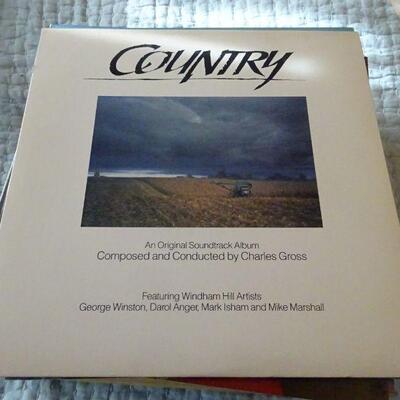 COUNTRY
An Original Soundtrack Album
Composed and Conducted by Charles Gross
Featuring Windham Hill Artists
George Winston, Darol Anger, Mark Isham and Mike Marshall